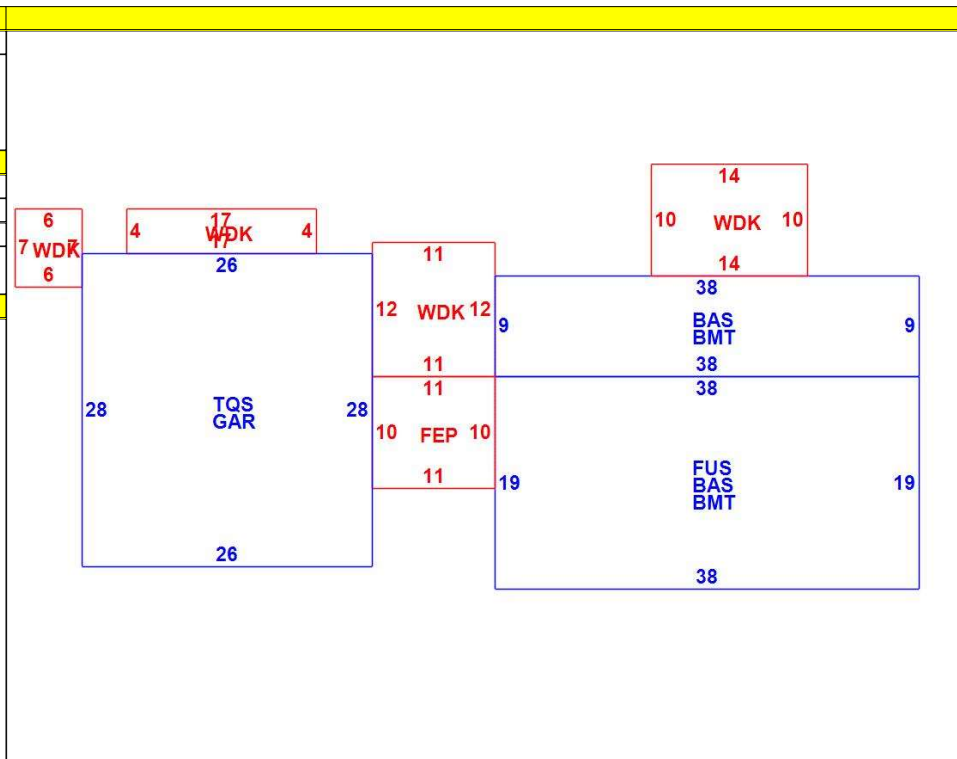 14
10 WDK 10
14
6
7 WDK 7
6
17
4 WDK 4
17
26
28 TQS 28
GAR
26
11
12 WDK 12
11
11
10 FEP 10
11
38
9 BAS 9
BMT
38
38
FUS
19 BAS 19
BMT
38